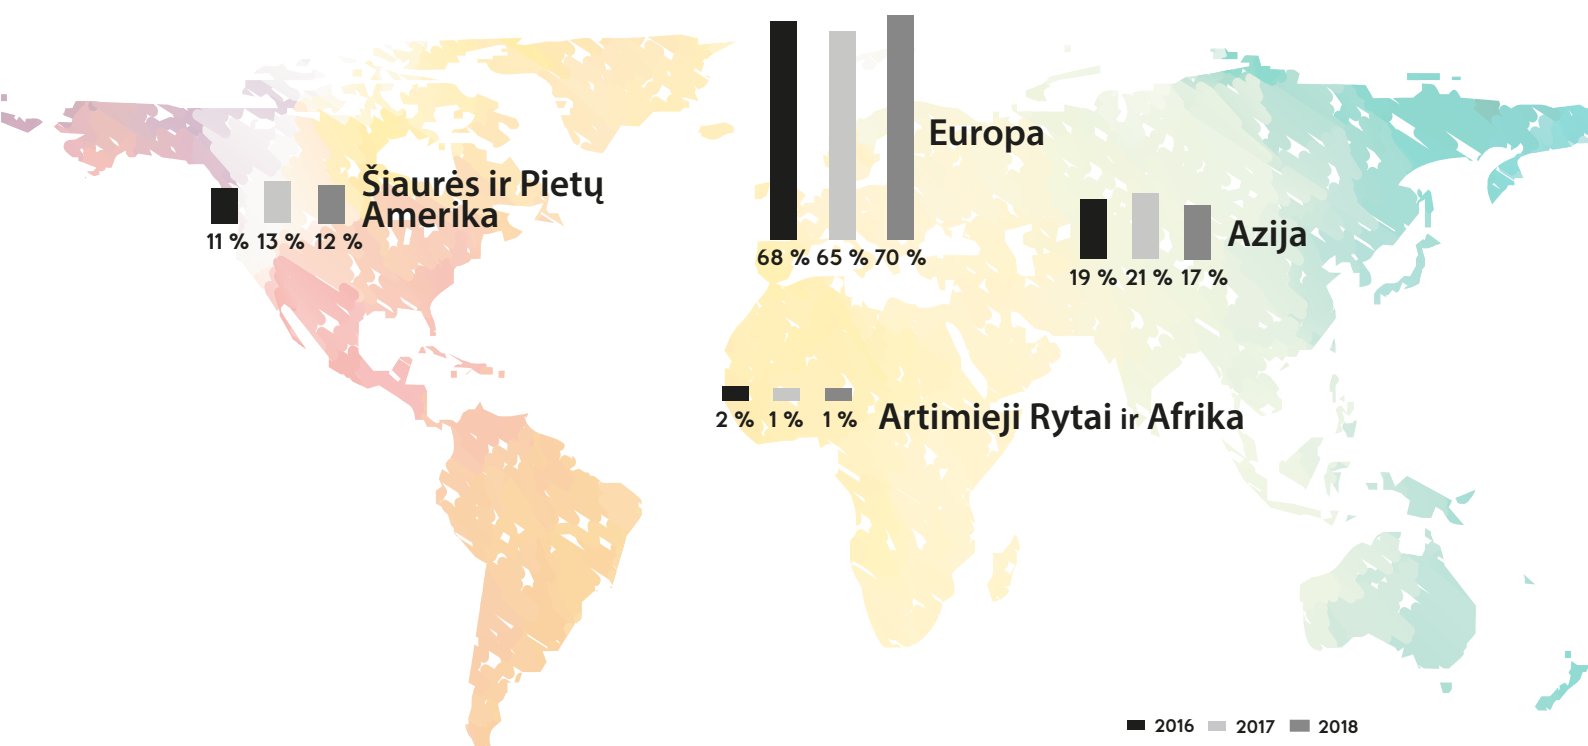 Europa
68 % 65 % 70 %
Šiaurės ir Pietų
Amerika
11 % 13 % 12 %
Azija
19 % 21 % 17 %
Artimieji Rytai ir Afrika
2 % 1 % 1 %
2016 2017 2018